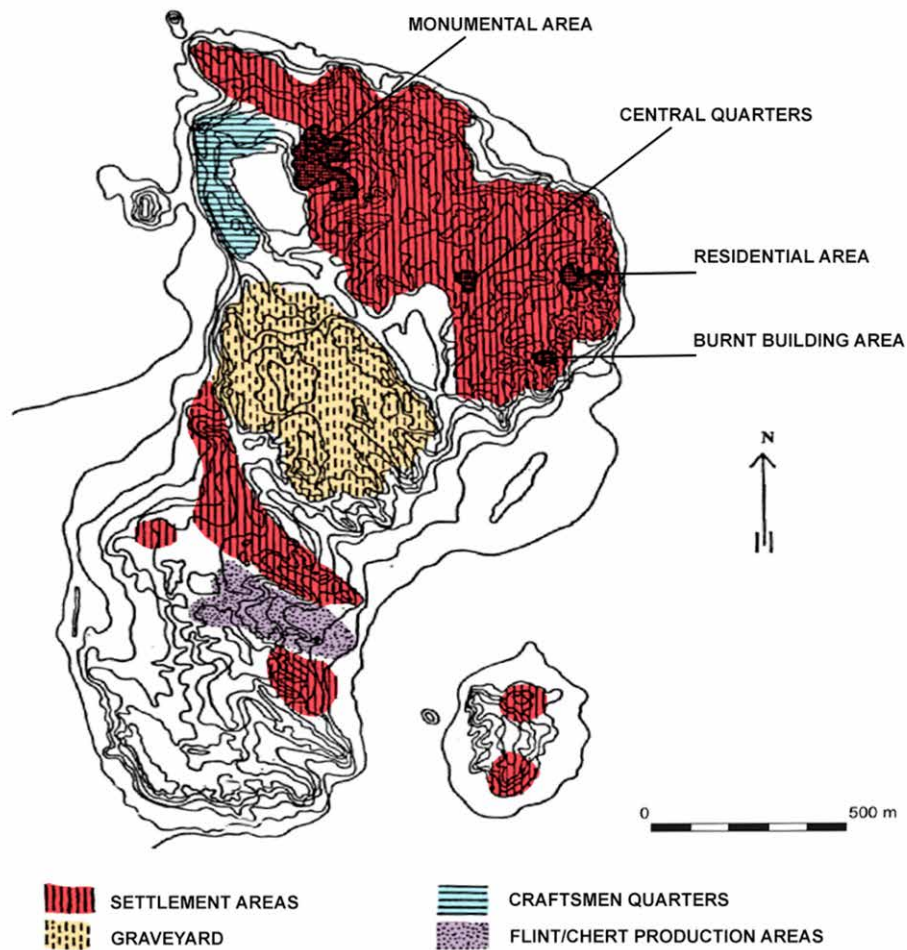 MONUMENTAL AREA
CENTRAL QUARTERS
RESIDENTIAL AREA
BURNT BUILDING AREA
N
0 500 m
SETTLEMENT AREAS
CRAFTSMEN QUARTERS
GRAVEYARD
FLINT/CHERT PRODUCTION AREAS